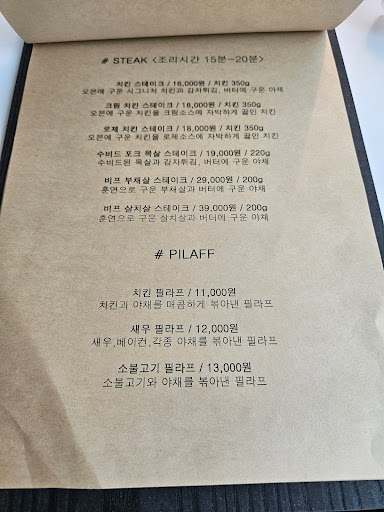 # STEAK <조리시간 15분-20분>
치킨 스테이크 / 16,000원 / 치킨 350g
오븐에 구운 시그니처 치킨과 감자튀김, 버터에 구운 야채
크림 치킨 스테이크 / 18,000원 / 치킨 350g
오븐에 구운 치킨을 크림소스에 자박하게 끓인 치킨
로제 치킨 스테이크 / 18,000원 / 치킨 350g
오븐에 구운 치킨을 로제소스에 자박하게 끓인 치킨
수비드 포크 목살 스테이크 / 19,000원 / 220g
수비드된 목살과 감자튀김, 버터에 구운 야채
비프 부채살 스테이크 / 29,000원 / 200g
훈연으로 구운 부채살과 버터에 구운 야채
비프 살치살 스테이크 / 39,000원 / 200g
훈연으로 구운 살치살과 버터에 구운 야채
# PILAFF
치킨 필라프 / 11,000원
치킨과 야채를 매콤하게 볶아낸 필라프
새우 필라프 / 12,000원
새우,베이컨,각종 야채를 볶아낸 필라프
소불고기 필라프 / 13,000원
소불고기와 야채를 볶아낸 필라프